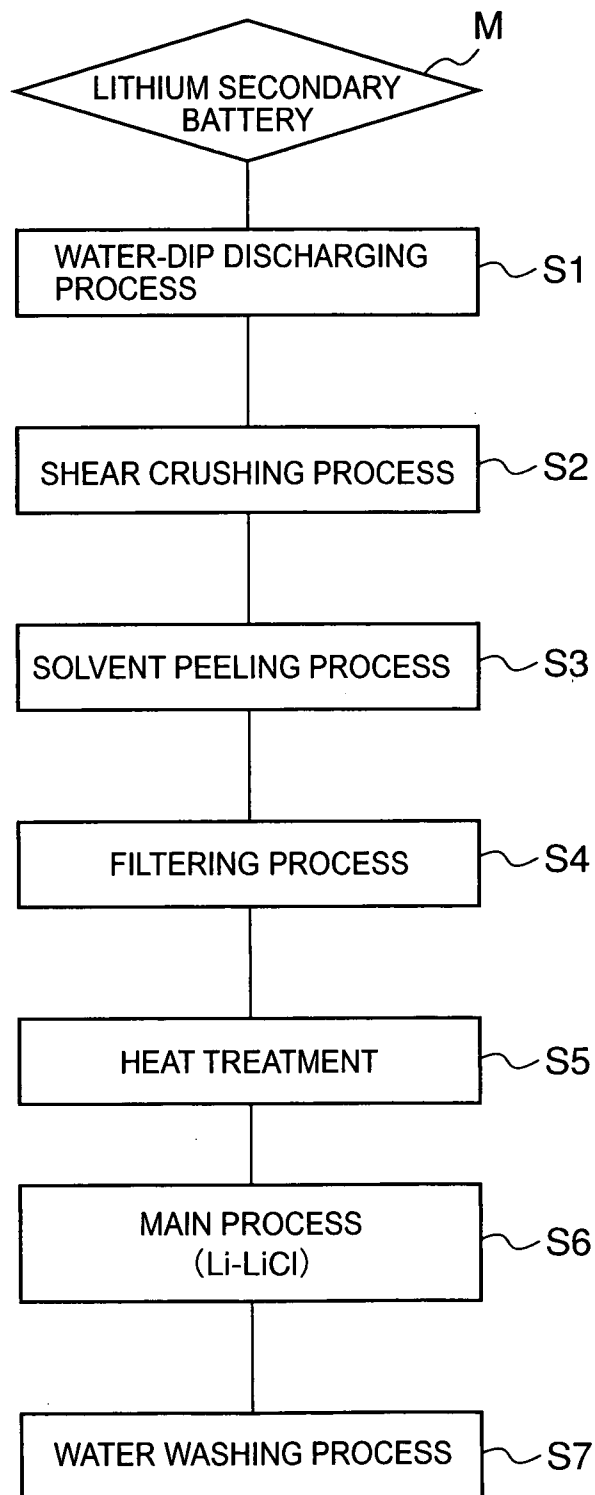 M
LITHIUM SECONDARY
BATTERY
WATER-DIP DISCHARGING
PROCESS
S1
SHEAR CRUSHING PROCESS
S2
SOLVENT PEELING PROCESS
S3
FILTERING PROCESS
S4
HEAT TREATMENT
S5
MAIN PROCESS
(Li-LiCl)
S6
WATER WASHING PROCESS
S7